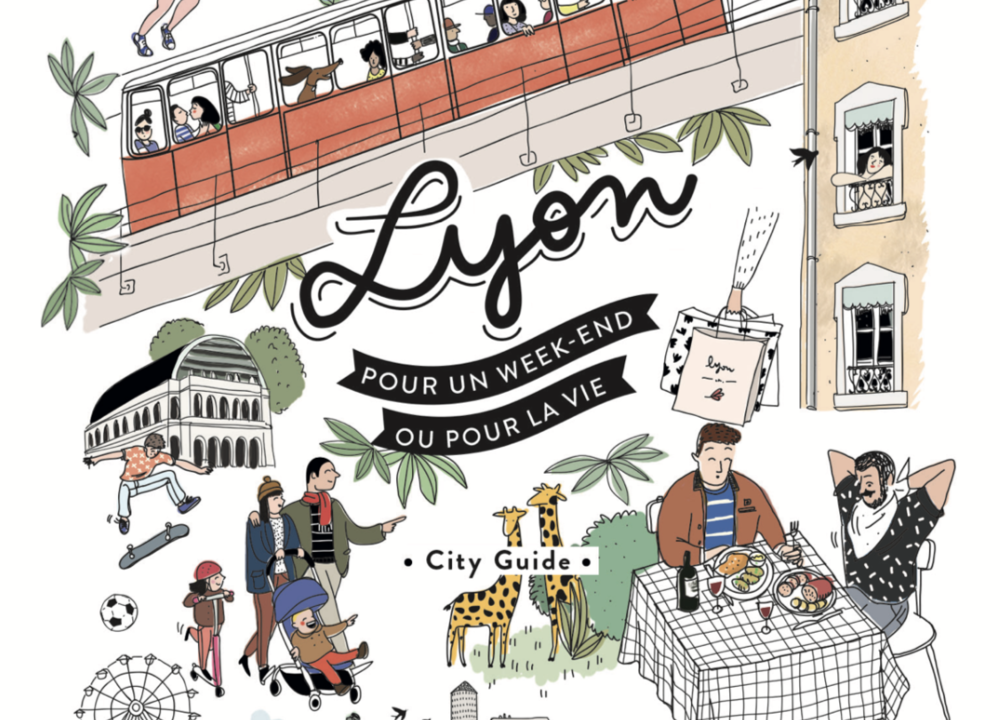 Lyon
POUR UN WEEK-END
OU POUR LA VIE
lyon
• City Guide •